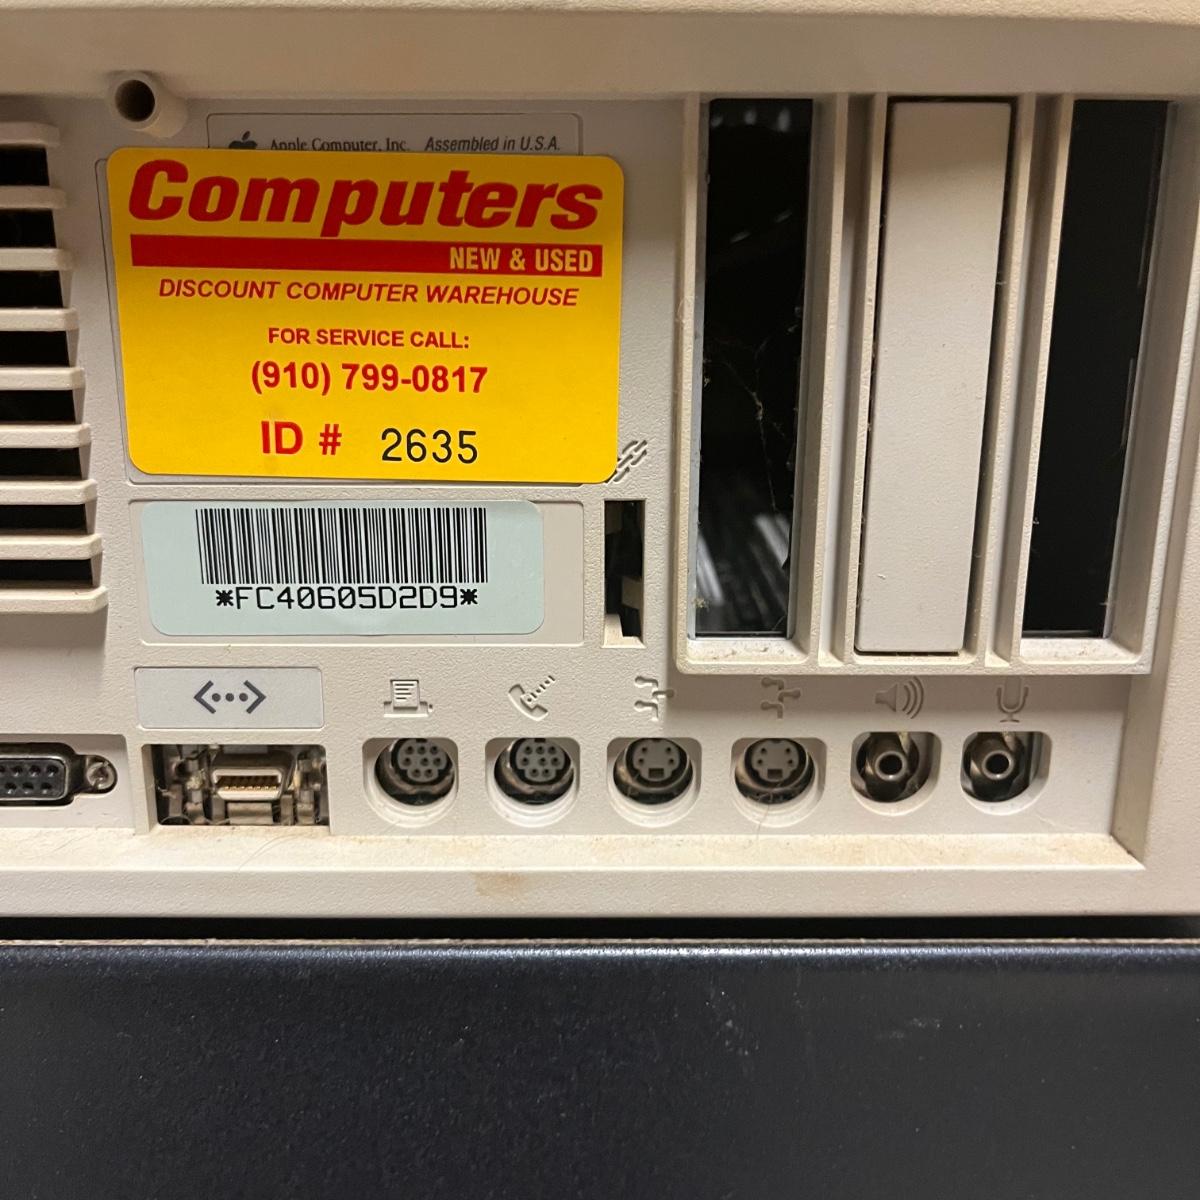 Apple Computer, Inc. Assembled in U.S.A.
Computers
NEW & USED
DISCOUNT COMPUTER WAREHOUSE
FOR SERVICE CALL:
(910) 799-0817
ID # 2635
*FC40605D2D9*